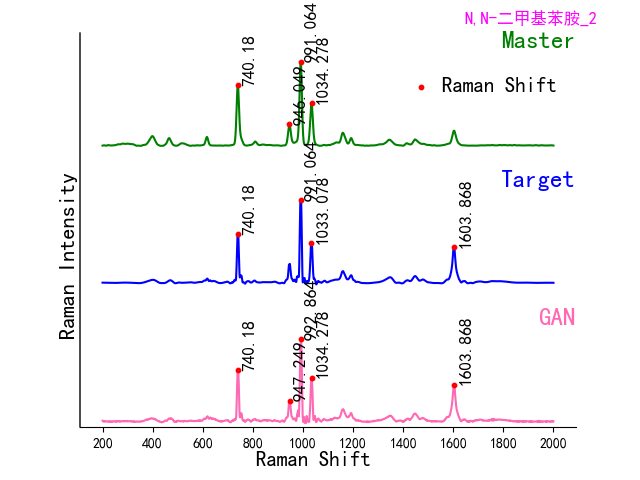 N,N-二甲基苯胺_2
Master
Raman Shift
740.18
946.049
991.064
1034.278
Target
740.18
991.064
1033.078
1603.868
GAN
740.18
947.249
992.864
1034.278
1603.868
Raman Intensity
200 400 600 800 1000 1200 1400 1600 1800 2000
Raman Shift